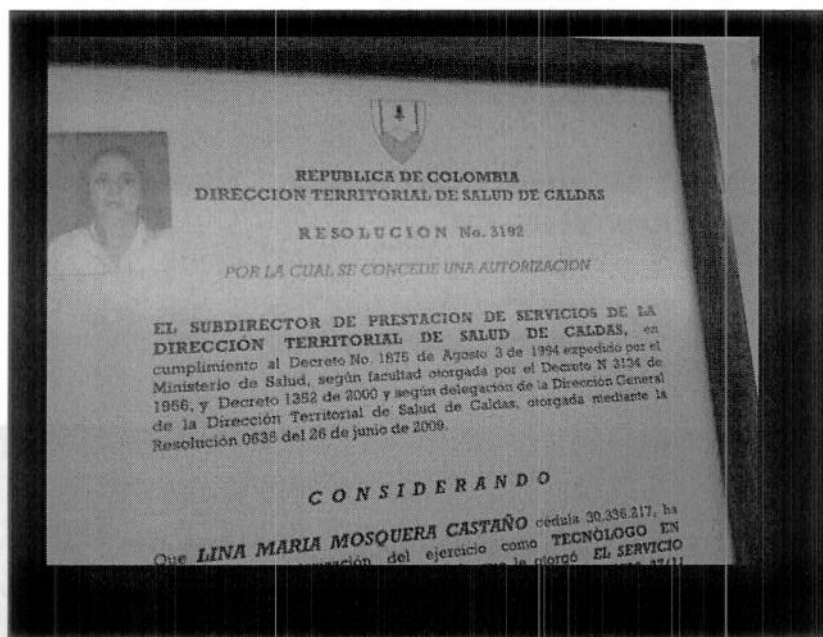 REPUBLICA DE COLOMBIA
DIRECCION TERRITORIAL DE SALUD DE CALDAS
RESOLUCION No. 3192
POR LA CUAL SE CONCEDE UNA AUTORIZACION
EL SUBDIRECTOR DE PRESTACION DE SERVICIOS DE LA
DIRECCIÓN TERRITORIAL DE SALUD DE CALDAS, en
cumplimiento al Decreto No. 1875 de Agosto 3 de 1994 expedido por el
Ministerio de Salud, según facultad otorgada por el Decreto N 3134 de
1956, y Decreto 1352 de 2000 y según delegación de la Dirección General
de la Dirección Territorial de Salud de Caldas, otorgada mediante la
Resolución 0638 del 26 de junio de 2009.
CONSIDERANDO
Que LINA MARIA MOSQUERA CASTAÑO cédula 30.336.217, ha
del ejercicio como TECNÓLOGO EN
le otorgó EL SERVICIO